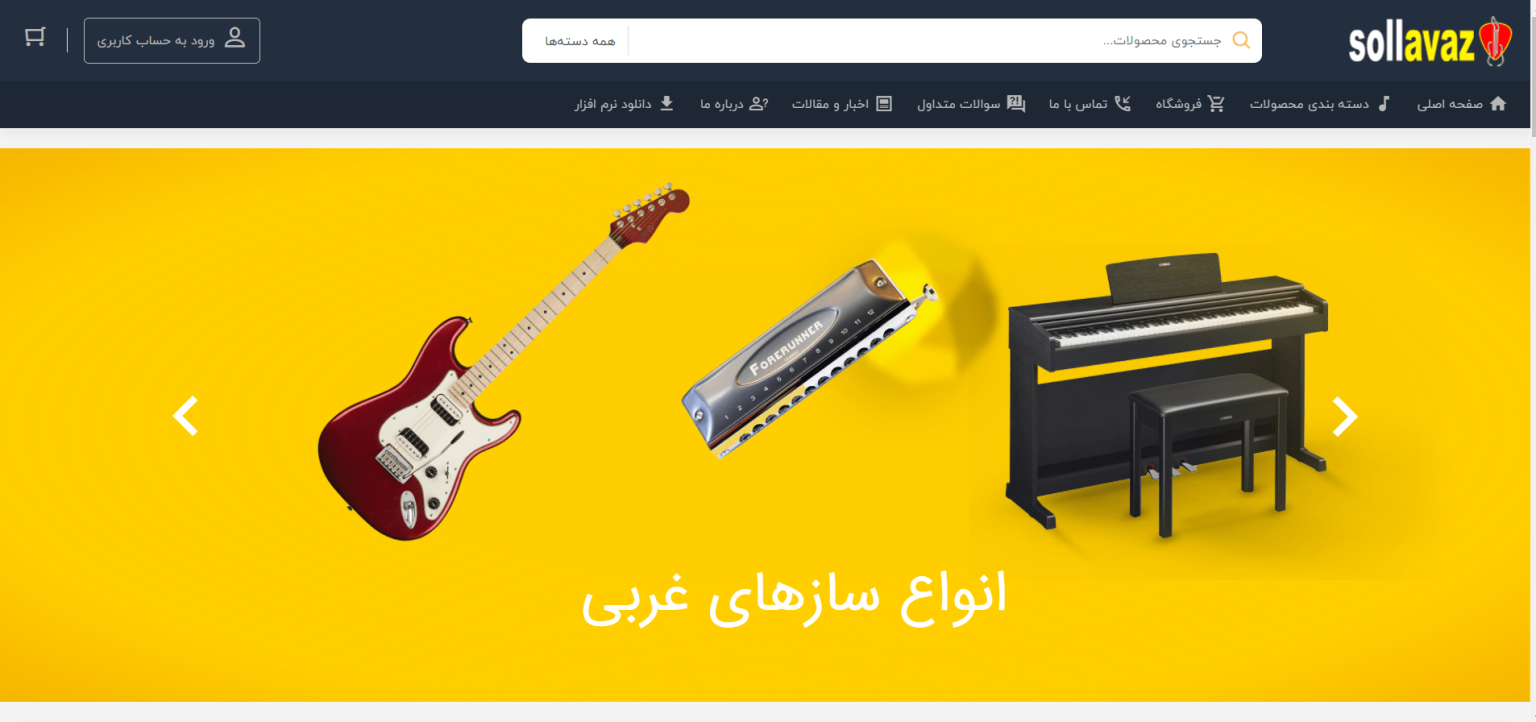 sollavaz
جستجوی محصولات...
همه دسته‌ها
ورود به حساب کاربری
صفحه اصلی
دسته بندی محصولات
فروشگاه
تماس با ما
سوالات متداول
اخبار و مقالات
درباره ما
دانلود نرم افزار
FORERUNNER
1 2 3 4 5 6 7 8 9 10 11 12
انواع سازهای غربی